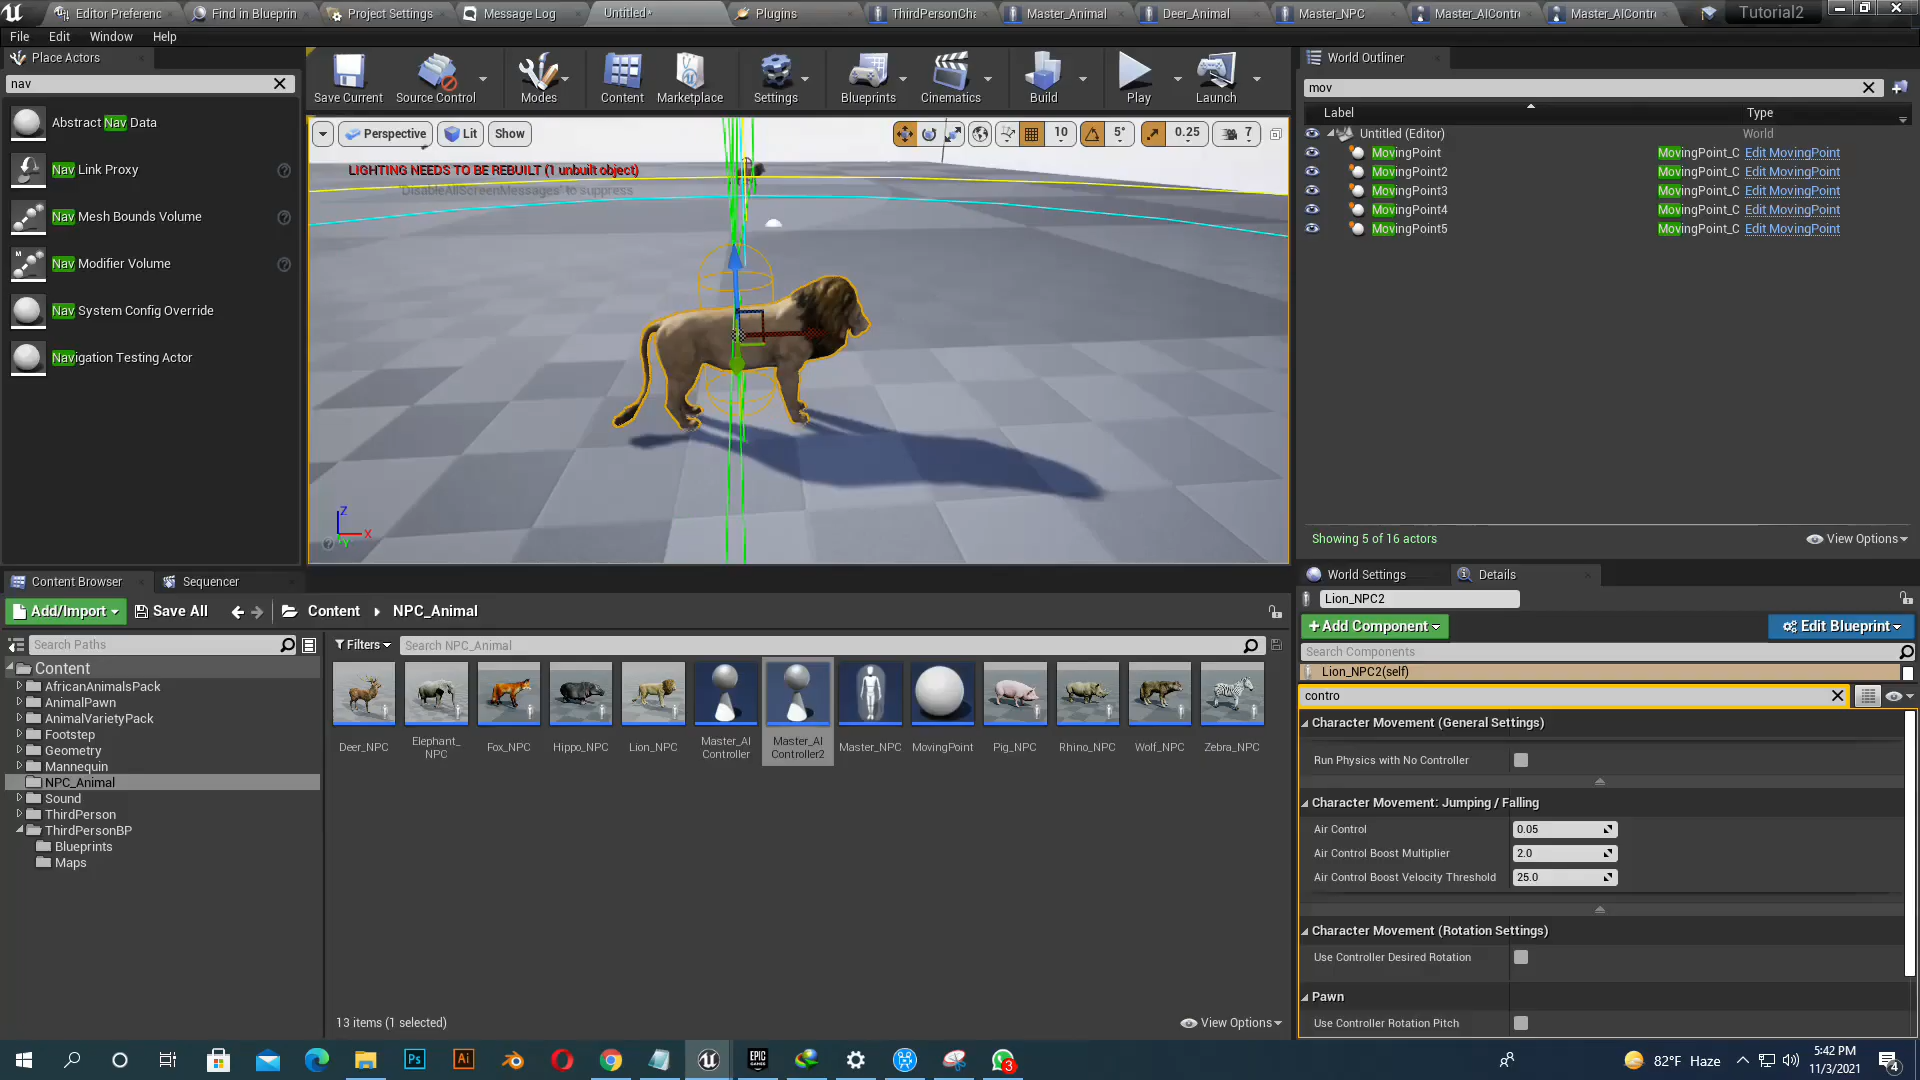 Editor Preferenc
Find in Blueprin
Project Settings
Message Log
Untitled*
Plugins
ThirdPersonCha
Master_Animal
Deer_Animal
Master_NPC
Master_AIContr
Master_AIContr
Tutorial2
File
Edit
Window
Help
Place Actors
nav
Abstract Nav Data
Nav Link Proxy
Nav Mesh Bounds Volume
Nav Modifier Volume
Nav System Config Override
Navigation Testing Actor
Save Current
Source Control
Modes
Content
Marketplace
Settings
Blueprints
Cinematics
Build
Play
Launch
Perspective
Lit
Show
10
5°
0.25
7
LIGHTING NEEDS TO BE REBUILT (1 unbuilt object)
'DisableAllScreenMessages' to suppress
Z
X
Y
World Outliner
mov
Label
Type
Untitled (Editor)
World
MovingPoint
MovingPoint_C
Edit MovingPoint
MovingPoint2
MovingPoint_C
Edit MovingPoint
MovingPoint3
MovingPoint_C
Edit MovingPoint
MovingPoint4
MovingPoint_C
Edit MovingPoint
MovingPoint5
MovingPoint_C
Edit MovingPoint
Showing 5 of 16 actors
View Options
Content Browser
Sequencer
Add/Import
Save All
Content
NPC_Animal
Search Paths
Filters
Search NPC_Animal
Content
AfricanAnimalsPack
AnimalPawn
AnimalVarietyPack
Footstep
Geometry
Mannequin
NPC_Animal
Sound
ThirdPerson
ThirdPersonBP
Blueprints
Maps
Deer_NPC
Elephant_
NPC
Fox_NPC
Hippo_NPC
Lion_NPC
Master_AI
Controller
Master_AI
Controller2
Master_NPC
MovingPoint
Pig_NPC
Rhino_NPC
Wolf_NPC
Zebra_NPC
13 items (1 selected)
View Options
World Settings
Details
Lion_NPC2
Add Component
Edit Blueprint
Search Components
Lion_NPC2(self)
contro
Character Movement (General Settings)
Run Physics with No Controller
Character Movement: Jumping / Falling
Air Control
0.05
Air Control Boost Multiplier
2.0
Air Control Boost Velocity Threshold
25.0
Character Movement (Rotation Settings)
Use Controller Desired Rotation
Pawn
Use Controller Rotation Pitch
Ps
Ai
EPIC
GAMES
3
82°F Haze
5:42 PM
11/3/2021
4